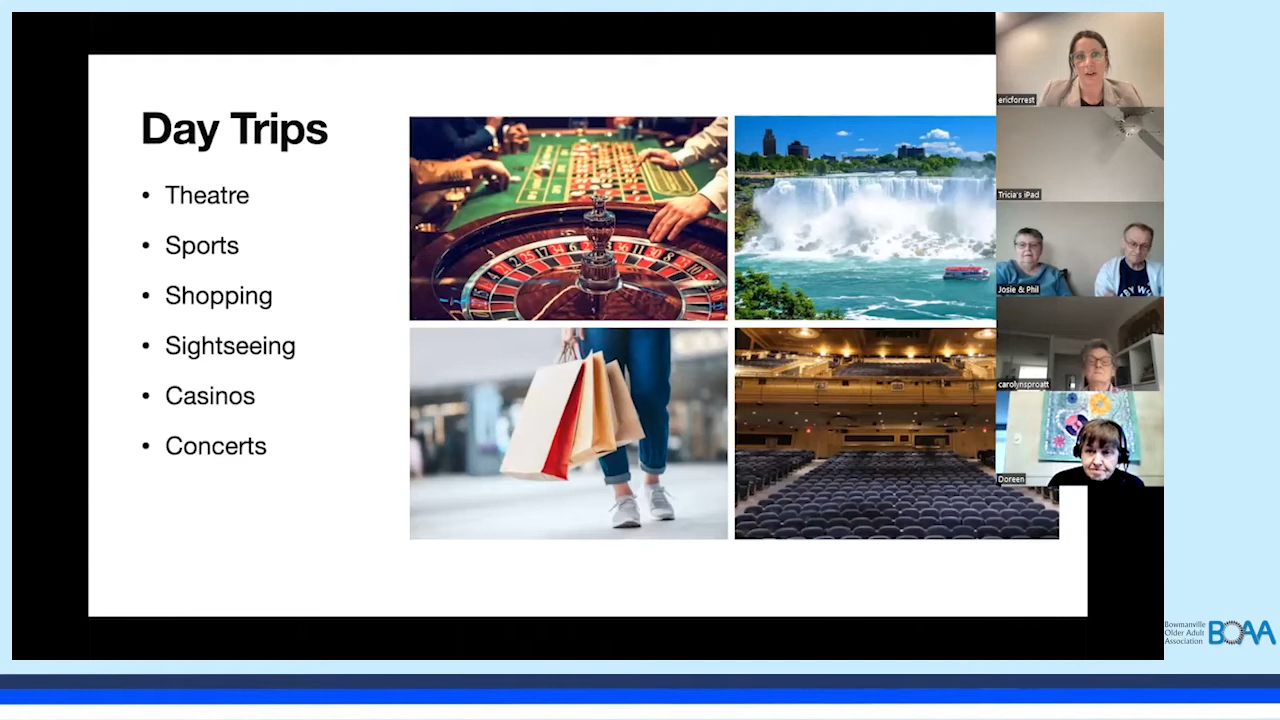 Day Trips
• Theatre
• Sports
• Shopping
• Sightseeing
• Casinos
• Concerts
ericforrest
Tricia's iPad
Josie & Phil
carolynsproatt
Doreen
Bowmanville
Older Adult
Association
BOAA